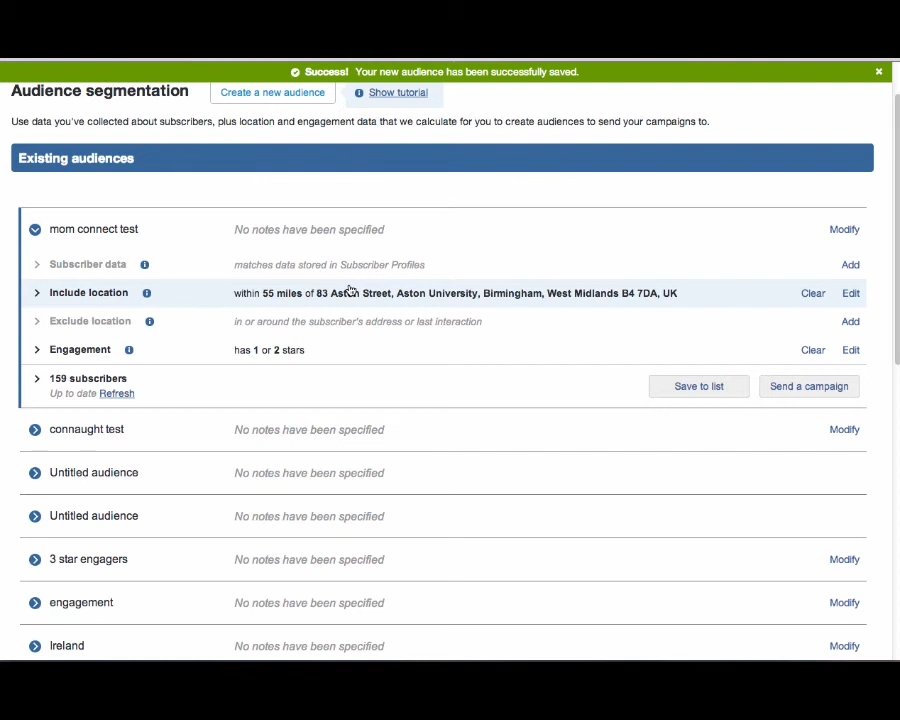 Success! Your new audience has been successfully saved. ×
Audience segmentation Create a new audience Show tutorial
Use data you've collected about subscribers, plus location and engagement data that we calculate for you to create audiences to send your campaigns to.
Existing audiences
mom connect test No notes have been specified Modify
Subscriber data matches data stored in Subscriber Profiles Add
Include location within 55 miles of 83 Aston Street, Aston University, Birmingham, West Midlands B4 7DA, UK Clear Edit
Exclude location in or around the subscriber's address or last interaction Add
Engagement has 1 or 2 stars Clear Edit
159 subscribers
Up to date Refresh Save to list Send a campaign
connaught test No notes have been specified Modify
Untitled audience No notes have been specified
Untitled audience No notes have been specified
3 star engagers No notes have been specified Modify
engagement No notes have been specified Modify
Ireland No notes have been specified Modify